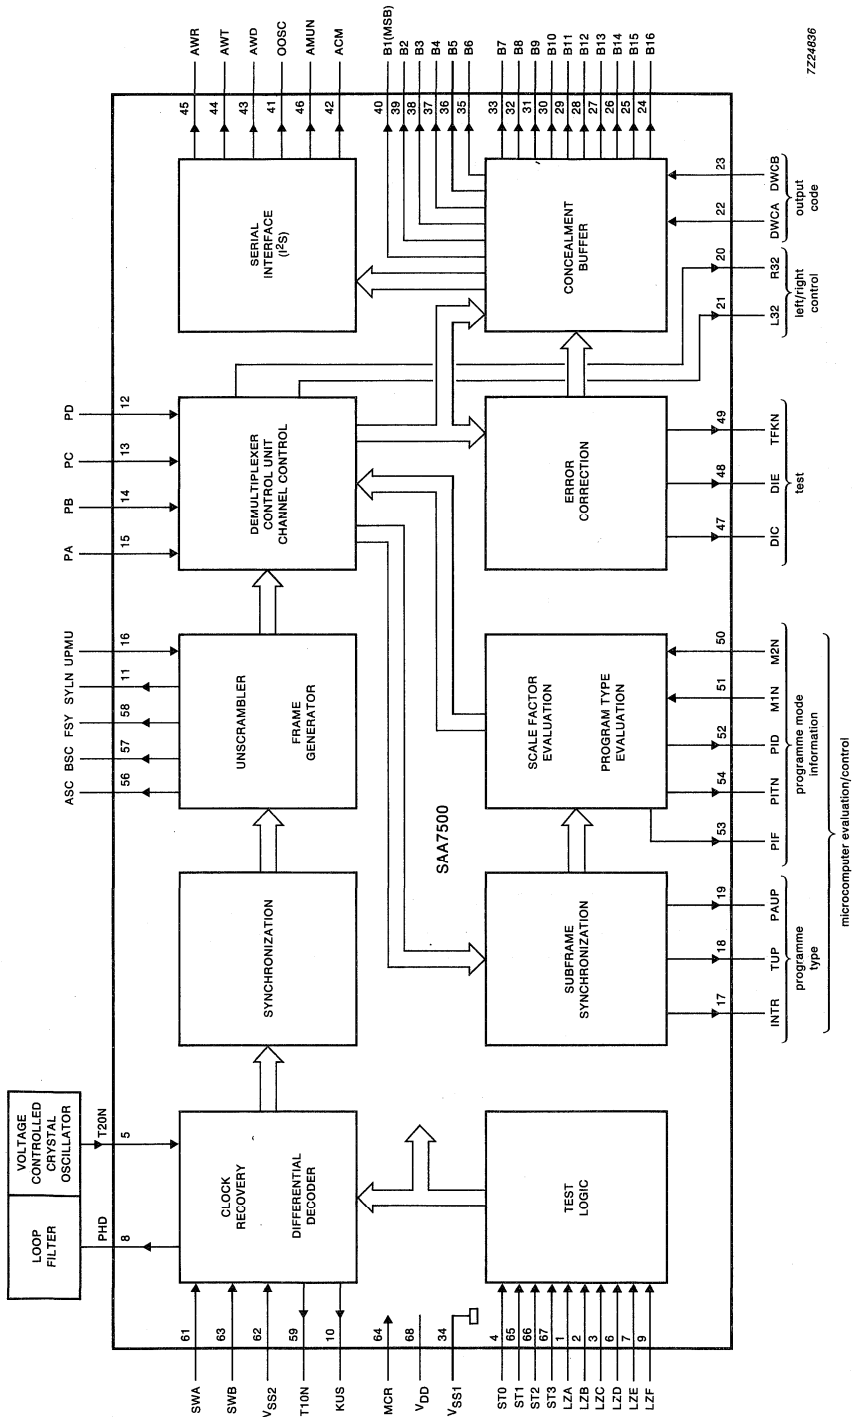 7Z24836
45
AWR
44
AWT
43
AWD
41
OOSC
46
AMUN
42
ACM
40
B1(MSB)
39
B2
38
B3
37
B4
36
B5
35
B6
33
B7
32
B8
31
B9
30
B10
29
B11
28
B12
27
B13
26
B14
25
B15
24
B16
SERIAL
INTERFACE
(I²S)
CONCEALMENT
BUFFER
23
DWCB
22
DWCA
output
code
20
R32
21
L32
left/right
control
PD
12
PC
13
PB
14
PA
15
DEMULTIPLEXER
CONTROL UNIT
CHANNEL CONTROL
ERROR
CORRECTION
49
TFKN
48
DIE
47
DIC
test
UPMU
16
SYLN
11
FSY
58
BSC
57
ASC
56
UNSCRAMBLER
FRAME
GENERATOR
SCALE FACTOR
EVALUATION
PROGRAM TYPE
EVALUATION
50
M2N
51
M1N
52
PID
54
PITN
53
PIF
programme mode
information
SAA7500
SYNCHRONIZATION
SUBFRAME
SYNCHRONIZATION
19
PAUP
18
TUP
17
INTR
programme
type
microcomputer evaluation/control
VOLTAGE
CONTROLLED
CRYSTAL
OSCILLATOR
T20N
5
LOOP
FILTER
PHD
8
CLOCK
RECOVERY
DIFFERENTIAL
DECODER
TEST
LOGIC
61
SWA
63
SWB
62
VSS2
59
T10N
10
KUS
64
MCR
68
VDD
34
VSS1
4
ST0
65
ST1
66
ST2
67
ST3
1
LZA
2
LZB
3
LZC
6
LZD
7
LZE
9
LZF